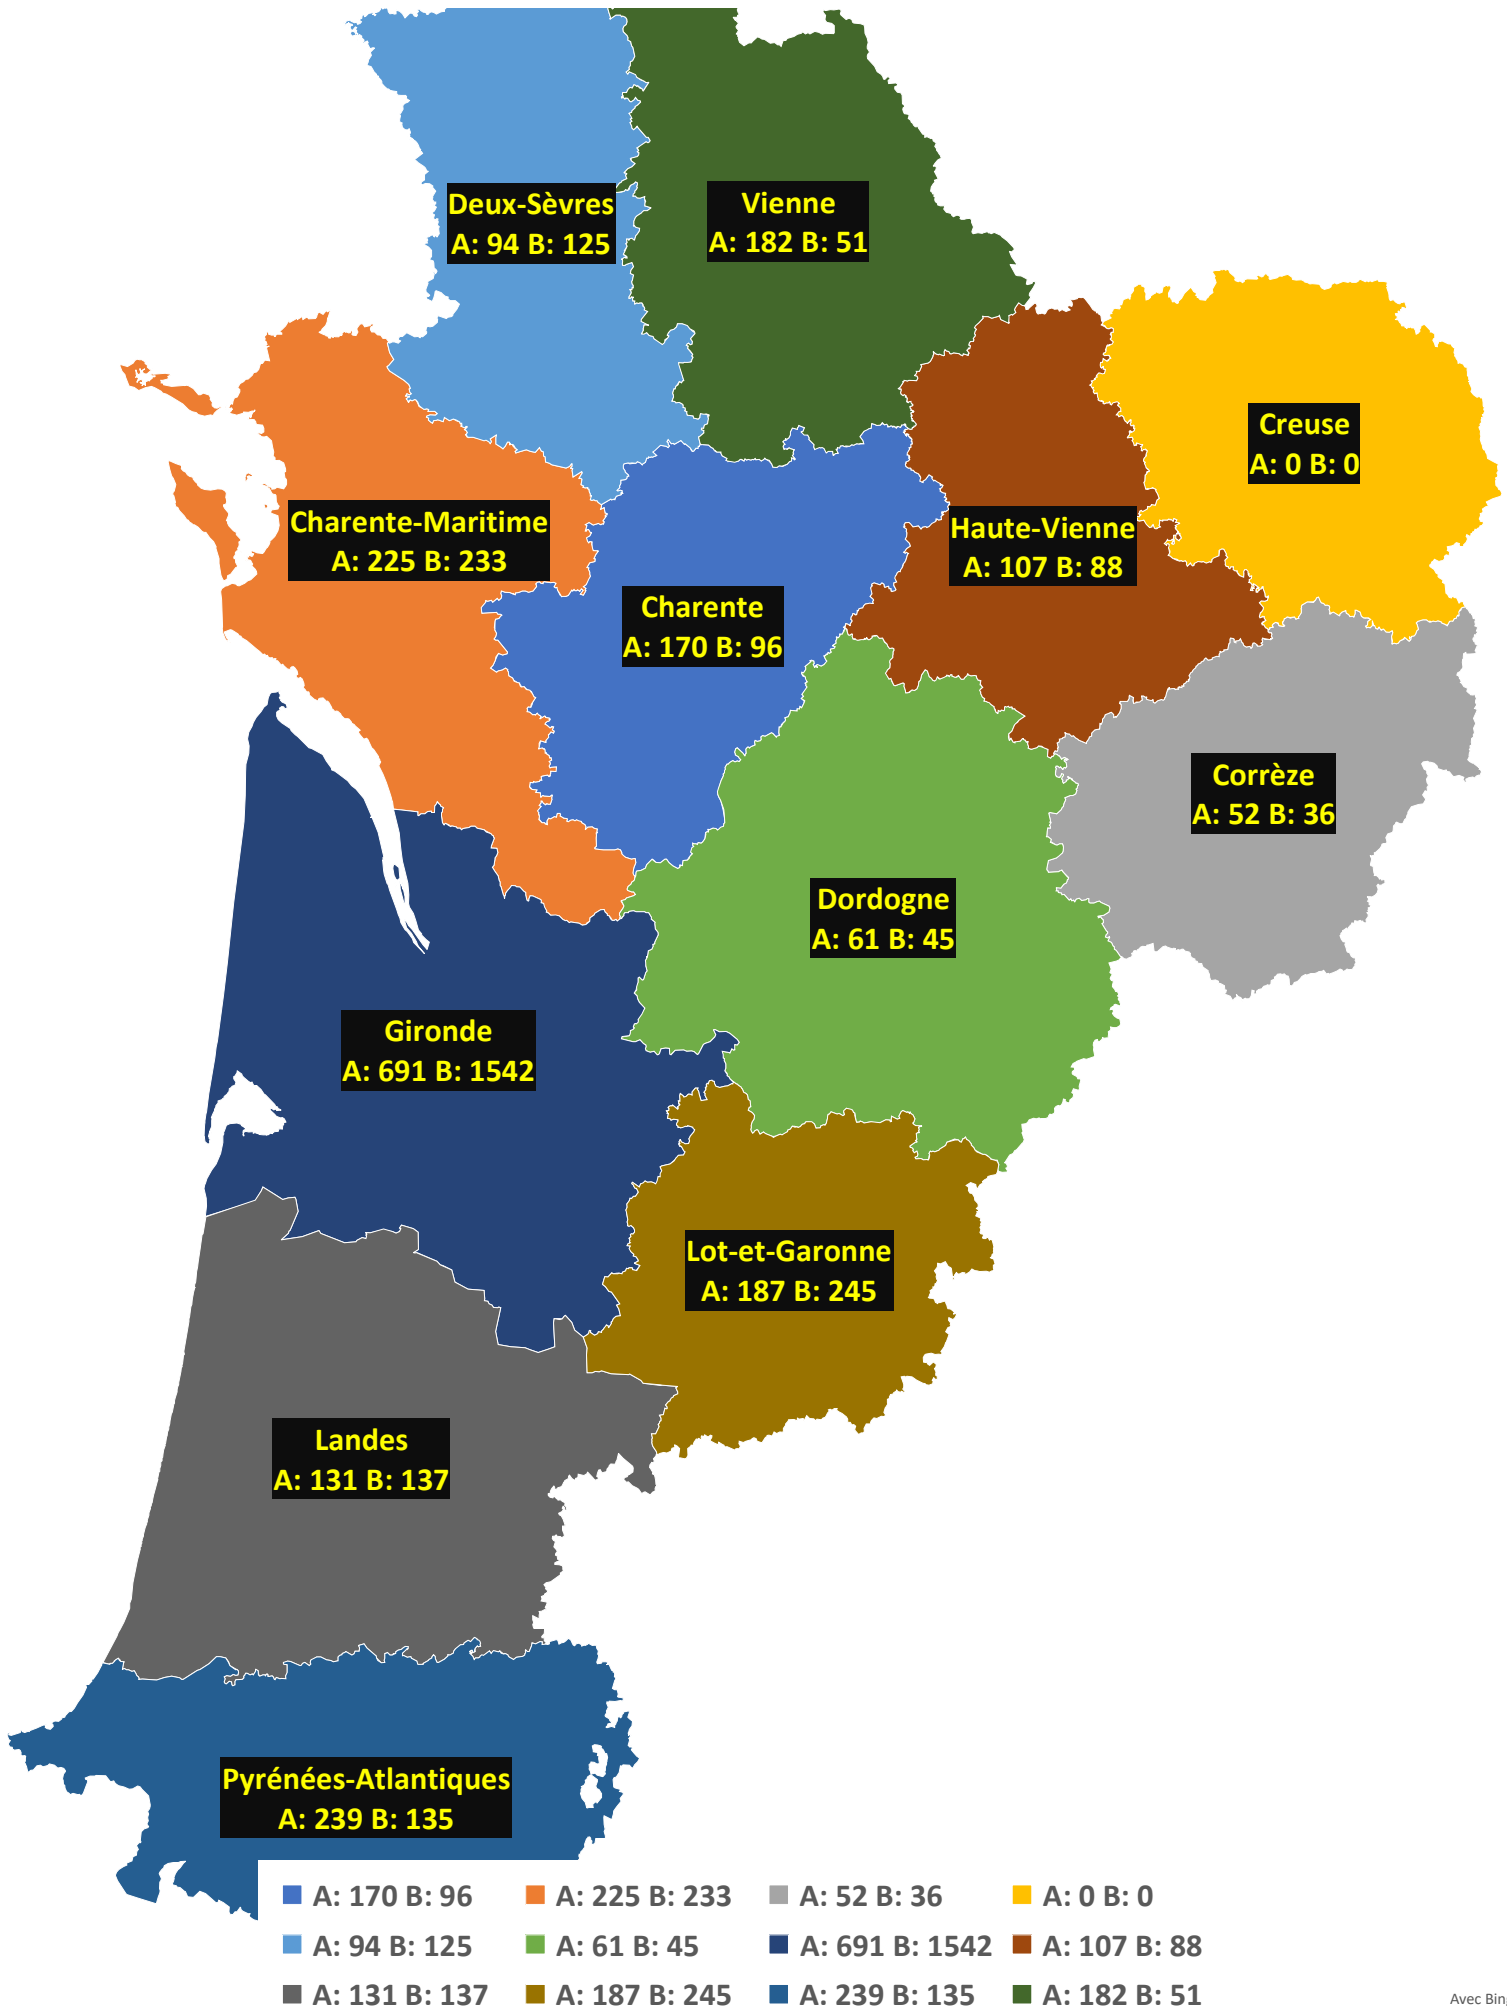 Deux-Sèvres
A: 94 B: 125
Vienne
A: 182 B: 51
Creuse
A: 0 B: 0
Charente-Maritime
A: 225 B: 233
Haute-Vienne
A: 107 B: 88
Charente
A: 170 B: 96
Corrèze
A: 52 B: 36
Dordogne
A: 61 B: 45
Gironde
A: 691 B: 1542
Lot-et-Garonne
A: 187 B: 245
Landes
A: 131 B: 137
Pyrénées-Atlantiques
A: 239 B: 135
A: 170 B: 96
A: 225 B: 233
A: 52 B: 36
A: 0 B: 0
A: 94 B: 125
A: 61 B: 45
A: 691 B: 1542
A: 107 B: 88
A: 131 B: 137
A: 187 B: 245
A: 239 B: 135
A: 182 B: 51
Avec Bin